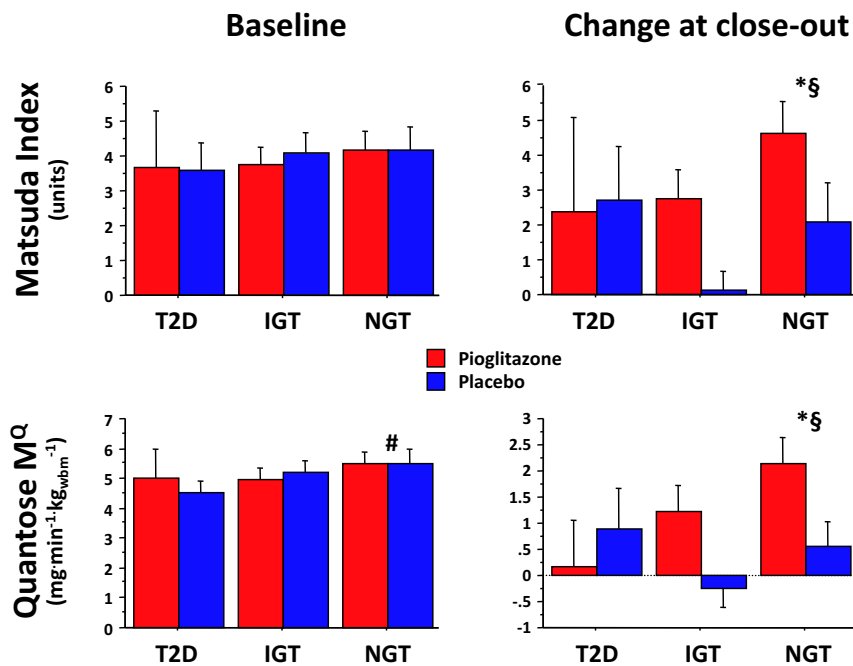 Baseline
Change at close-out
Matsuda Index
(units)
6
5
4
3
2
1
0
T2D IGT NGT
6
5
4
3
2
1
0
*§
T2D IGT NGT
Pioglitazone
Placebo
Quantose M^Q
(mg·min⁻¹·kg_wbm⁻¹)
7
6
5
4
3
2
1
0
#
T2D IGT NGT
3
2.5
2
1.5
1
.5
0
-.5
-1
*§
T2D IGT NGT